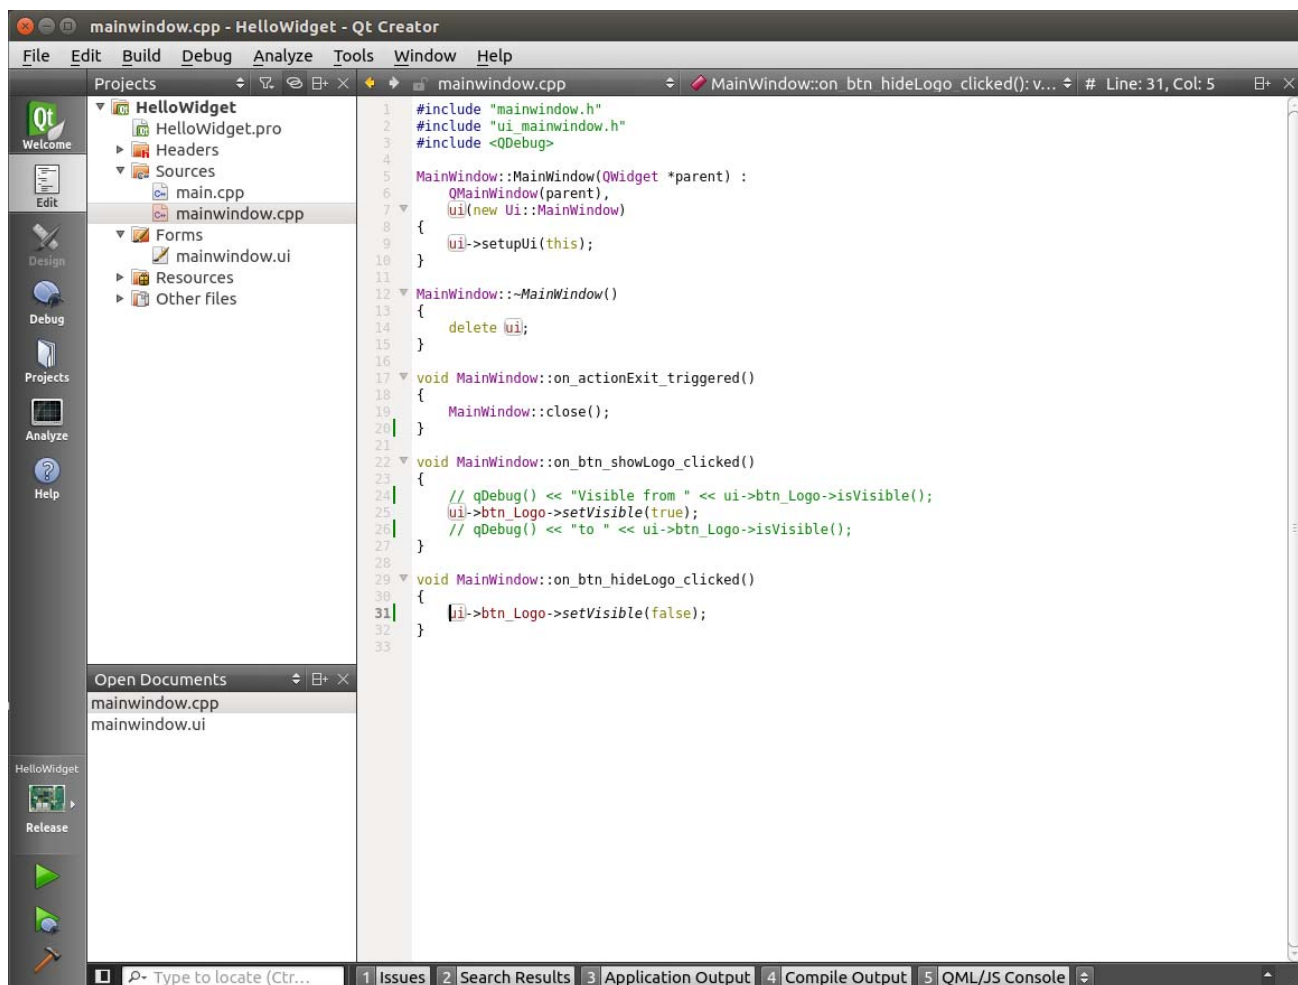 mainwindow.cpp - HelloWidget - Qt Creator
File Edit Build Debug Analyze Tools Window Help
Projects
mainwindow.cpp
MainWindow::on_btn_hideLogo_clicked(): v...
# Line: 31, Col: 5
Qt
Welcome
Edit
Design
Debug
Projects
Analyze
Help
HelloWidget
HelloWidget.pro
Headers
Sources
main.cpp
mainwindow.cpp
Forms
mainwindow.ui
Resources
Other files
1 #include "mainwindow.h"
2 #include "ui_mainwindow.h"
3 #include <QDebug>
4
5 MainWindow::MainWindow(QWidget *parent) :
6     QMainWindow(parent),
7     ui(new Ui::MainWindow)
8 {
9     ui->setupUi(this);
10 }
11
12 MainWindow::~MainWindow()
13 {
14     delete ui;
15 }
16
17 void MainWindow::on_actionExit_triggered()
18 {
19     MainWindow::close();
20 }
21
22 void MainWindow::on_btn_showLogo_clicked()
23 {
24     // qDebug() << "Visible from " << ui->btn_Logo->isVisible();
25     ui->btn_Logo->setVisible(true);
26     // qDebug() << "to " << ui->btn_Logo->isVisible();
27 }
28
29 void MainWindow::on_btn_hideLogo_clicked()
30 {
31     ui->btn_Logo->setVisible(false);
32 }
33
Open Documents
mainwindow.cpp
mainwindow.ui
HelloWidget
Release
Type to locate (Ctr...
1 Issues 2 Search Results 3 Application Output 4 Compile Output 5 QML/JS Console